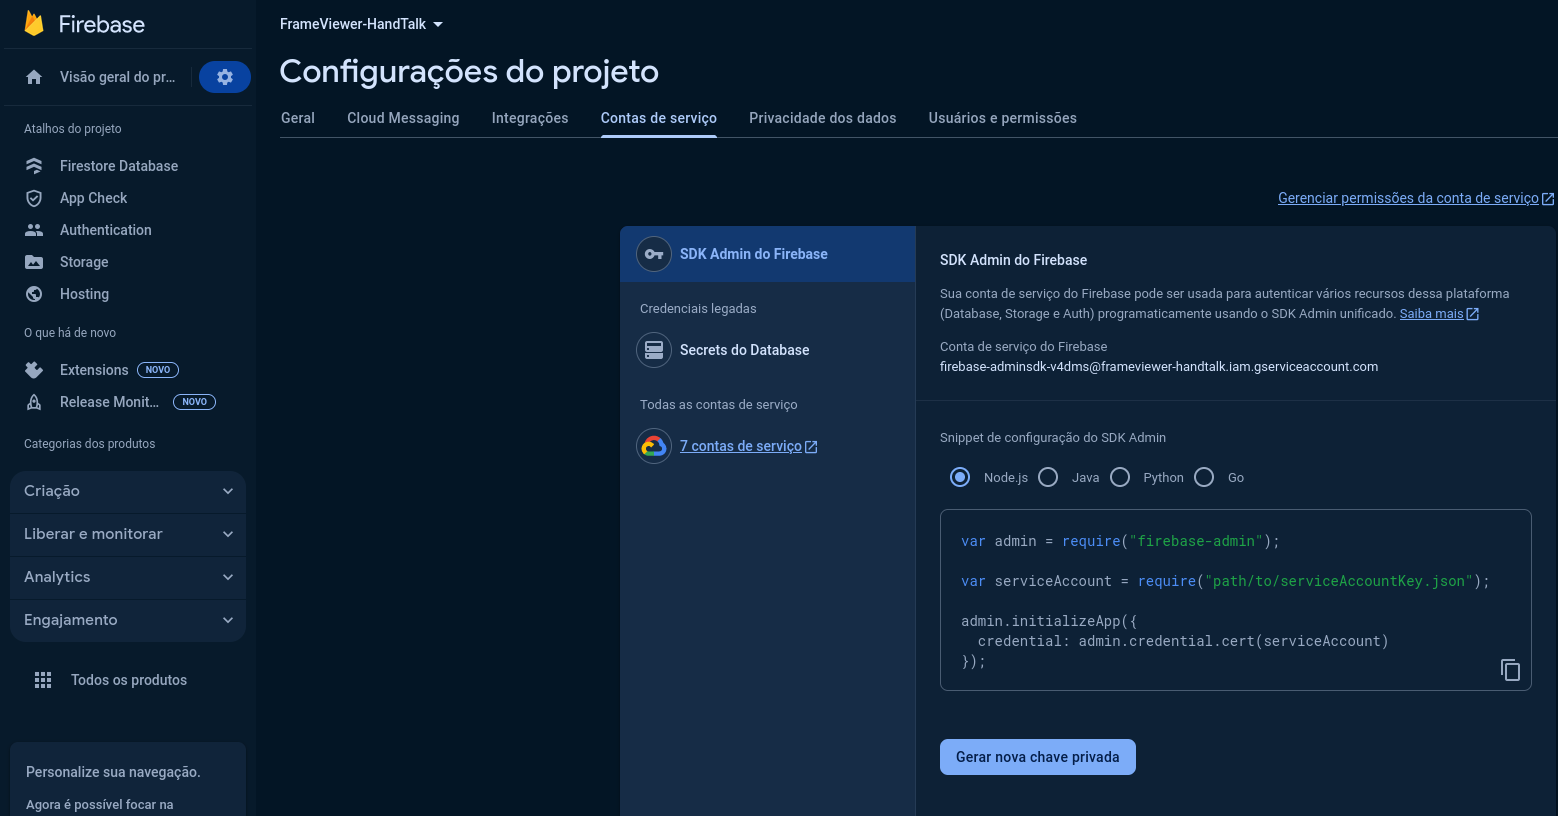 Firebase
Visão geral do pr...
Atalhos do projeto
Firestore Database
App Check
Authentication
Storage
Hosting
O que há de novo
Extensions NOVO
Release Monit... NOVO
Categorias dos produtos
Criação
Liberar e monitorar
Analytics
Engajamento
Todos os produtos
Personalize sua navegação.
Agora é possível focar na
FrameViewer-HandTalk
Configurações do projeto
Geral Cloud Messaging Integrações Contas de serviço Privacidade dos dados Usuários e permissões
Gerenciar permissões da conta de serviço
SDK Admin do Firebase
Credenciais legadas
Secrets do Database
Todas as contas de serviço
7 contas de serviço
SDK Admin do Firebase
Sua conta de serviço do Firebase pode ser usada para autenticar vários recursos dessa plataforma
(Database, Storage e Auth) programaticamente usando o SDK Admin unificado. Saiba mais
Conta de serviço do Firebase
firebase-adminsdk-v4dms@frameviewer-handtalk.iam.gserviceaccount.com
Snippet de configuração do SDK Admin
Node.js Java Python Go
var admin = require("firebase-admin");
var serviceAccount = require("path/to/serviceAccountKey.json");
admin.initializeApp({
  credential: admin.credential.cert(serviceAccount)
});
Gerar nova chave privada